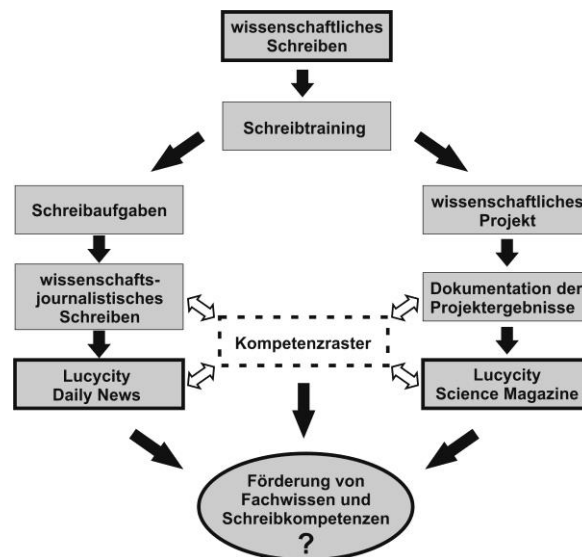 wissenschaftliches
Schreiben
Schreibtraining
Schreibaufgaben
wissenschaftliches
Projekt
wissenschafts-
journalistisches
Schreiben
Dokumentation der
Projektergebnisse
Kompetenzraster
Lucycity
Daily News
Lucycity
Science Magazine
Förderung von
Fachwissen und
Schreibkompetenzen
?